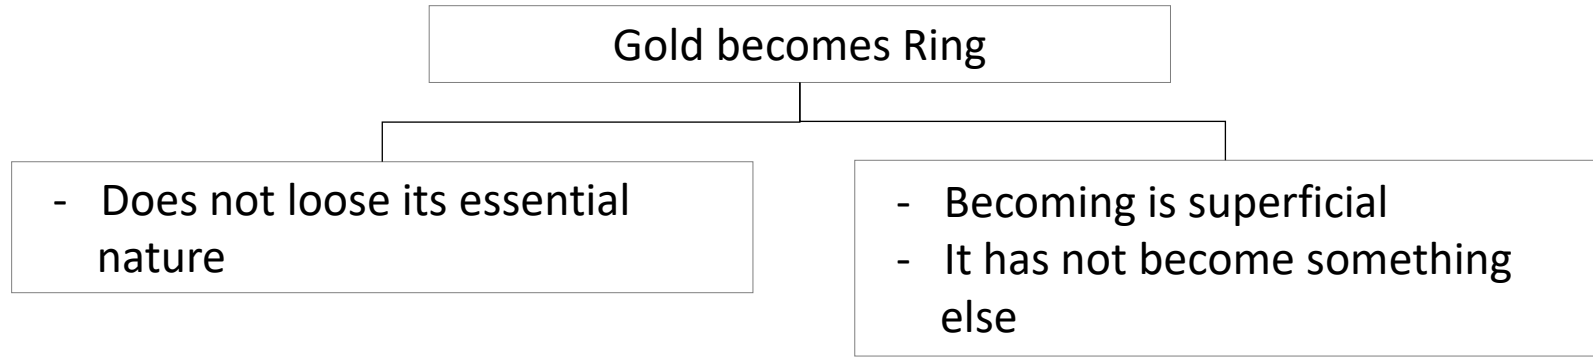 Gold becomes Ring
- Does not loose its essential
nature
- Becoming is superficial
- It has not become something
else